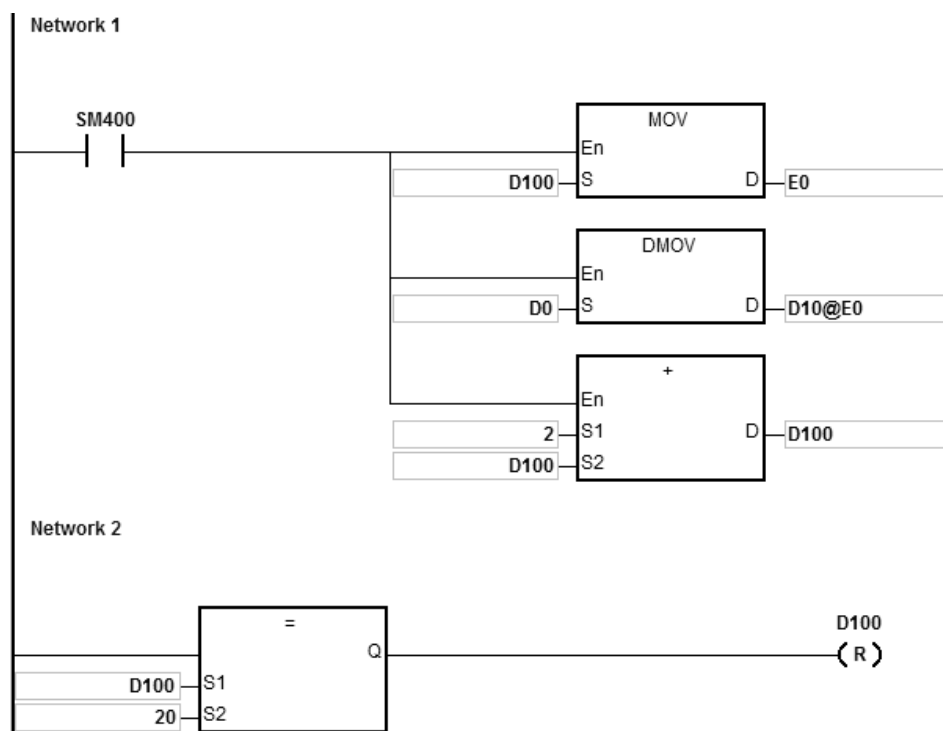 Network 1
SM400
MOV
En
D100 S D E0
DMOV
En
D0 S D D10@E0
+
En
2 S1 D D100
D100 S2
Network 2
= D100
Q ( R )
D100 S1
20 S2